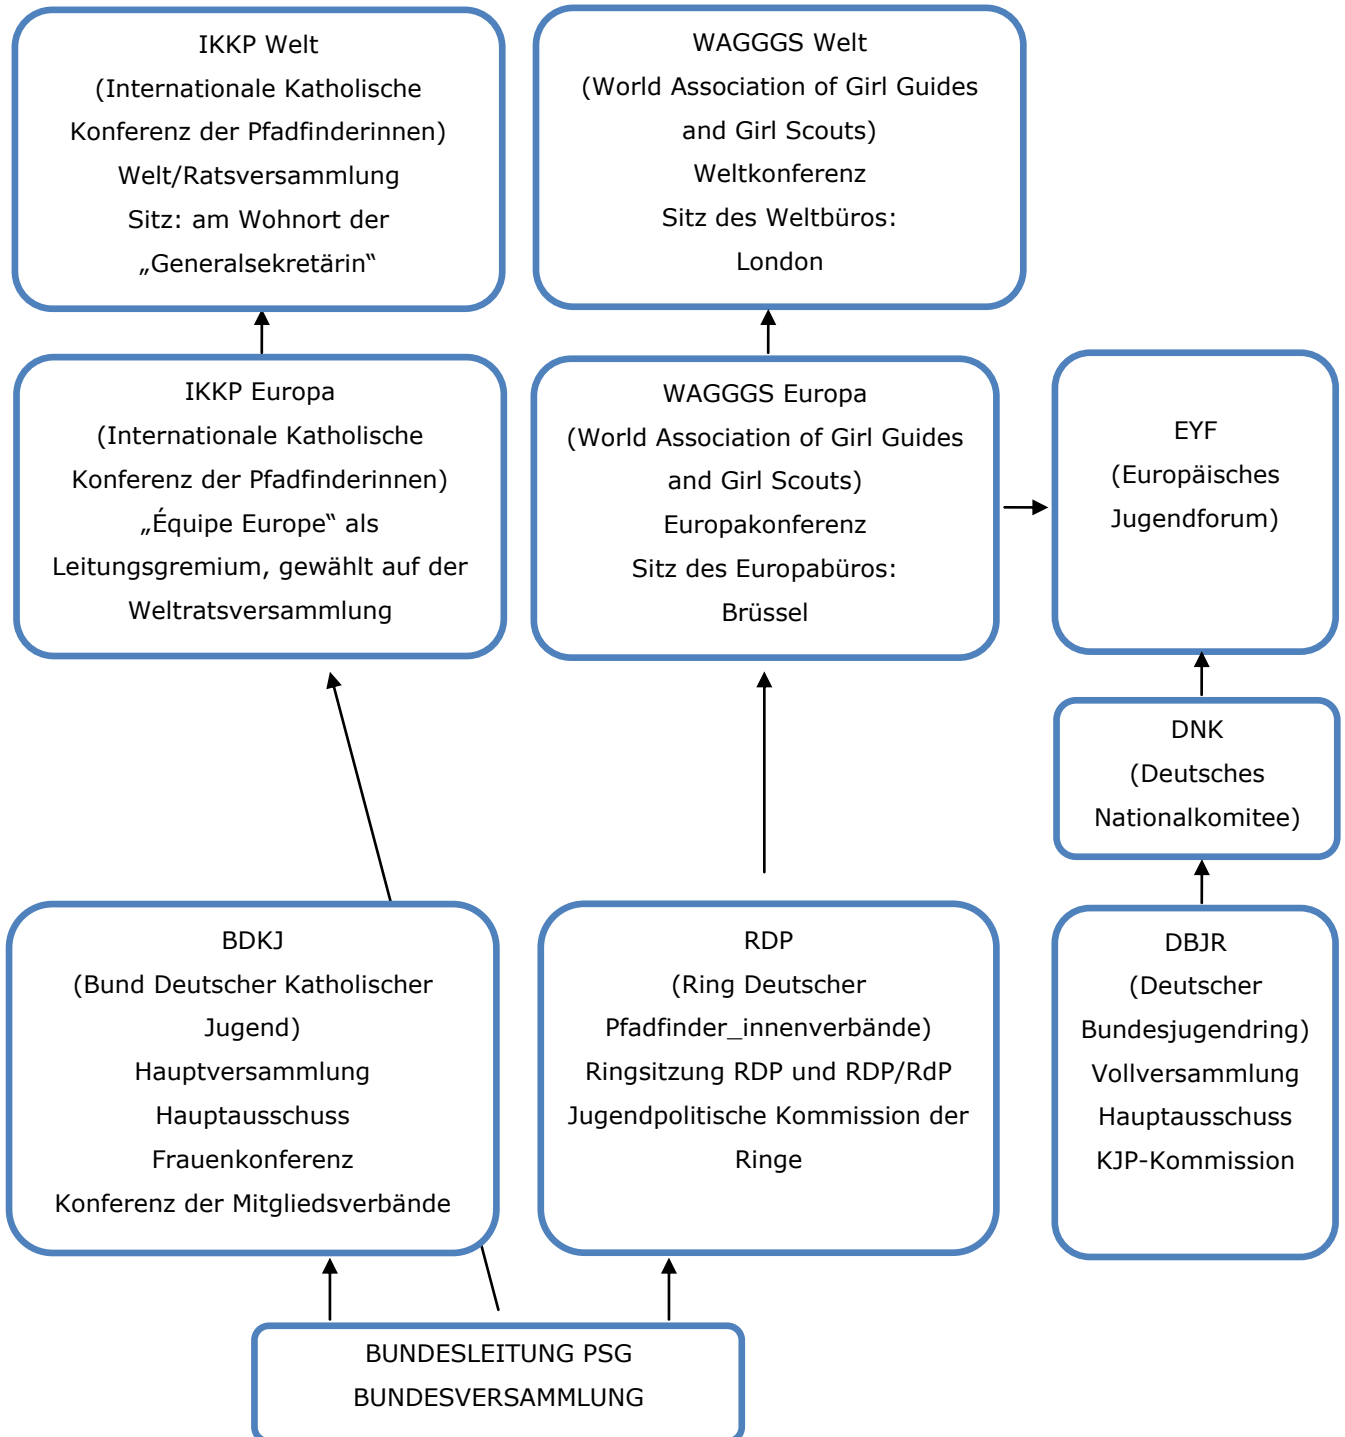 IKKP Welt
(Internationale Katholische
Konferenz der Pfadfinderinnen)
Welt/Ratsversammlung
Sitz: am Wohnort der
„Generalsekretärin“
WAGGGS Welt
(World Association of Girl Guides
and Girl Scouts)
Weltkonferenz
Sitz des Weltbüros:
London
IKKP Europa
(Internationale Katholische
Konferenz der Pfadfinderinnen)
„Équipe Europe“ als
Leitungsgremium, gewählt auf der
Weltratsversammlung
WAGGGS Europa
(World Association of Girl Guides
and Girl Scouts)
Europakonferenz
Sitz des Europabüros:
Brüssel
EYF
(Europäisches
Jugendforum)
DNK
(Deutsches
Nationalkomitee)
BDKJ
(Bund Deutscher Katholischer
Jugend)
Hauptversammlung
Hauptausschuss
Frauenkonferenz
Konferenz der Mitgliedsverbände
RDP
(Ring Deutscher
Pfadfinder_innenverbände)
Ringsitzung RDP und RDP/RdP
Jugendpolitische Kommission der
Ringe
DBJR
(Deutscher
Bundesjugendring)
Vollversammlung
Hauptausschuss
KJP-Kommission
BUNDESLEITUNG PSG
BUNDESVERSAMMLUNG